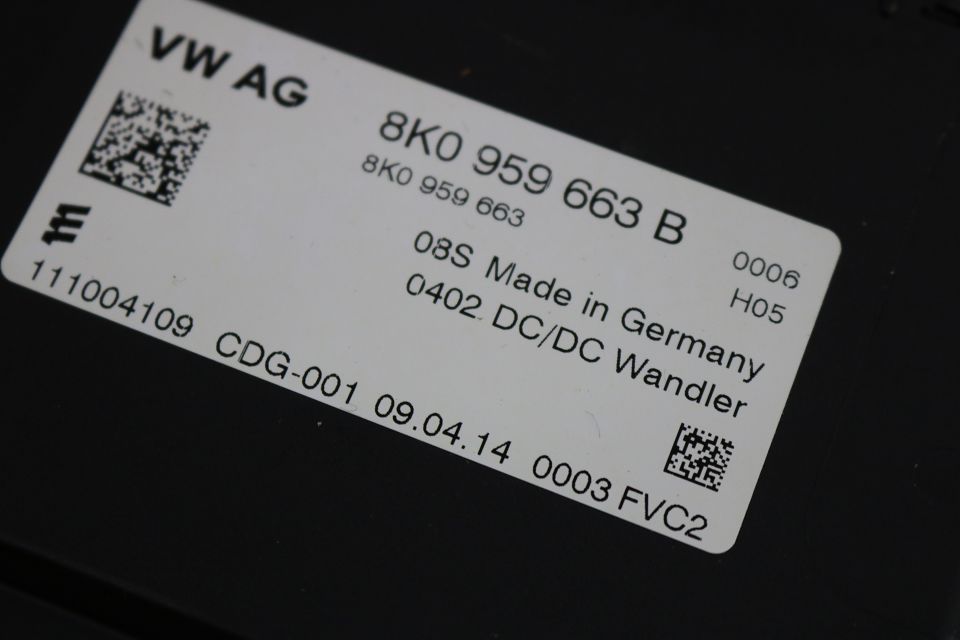 VW AG
8K0 959 663 B
8K0 959 663
0006
08S Made in Germany
H05
0402 DC/DC Wandler
111004109 CDG-001 09.04.14 0003 FVC2